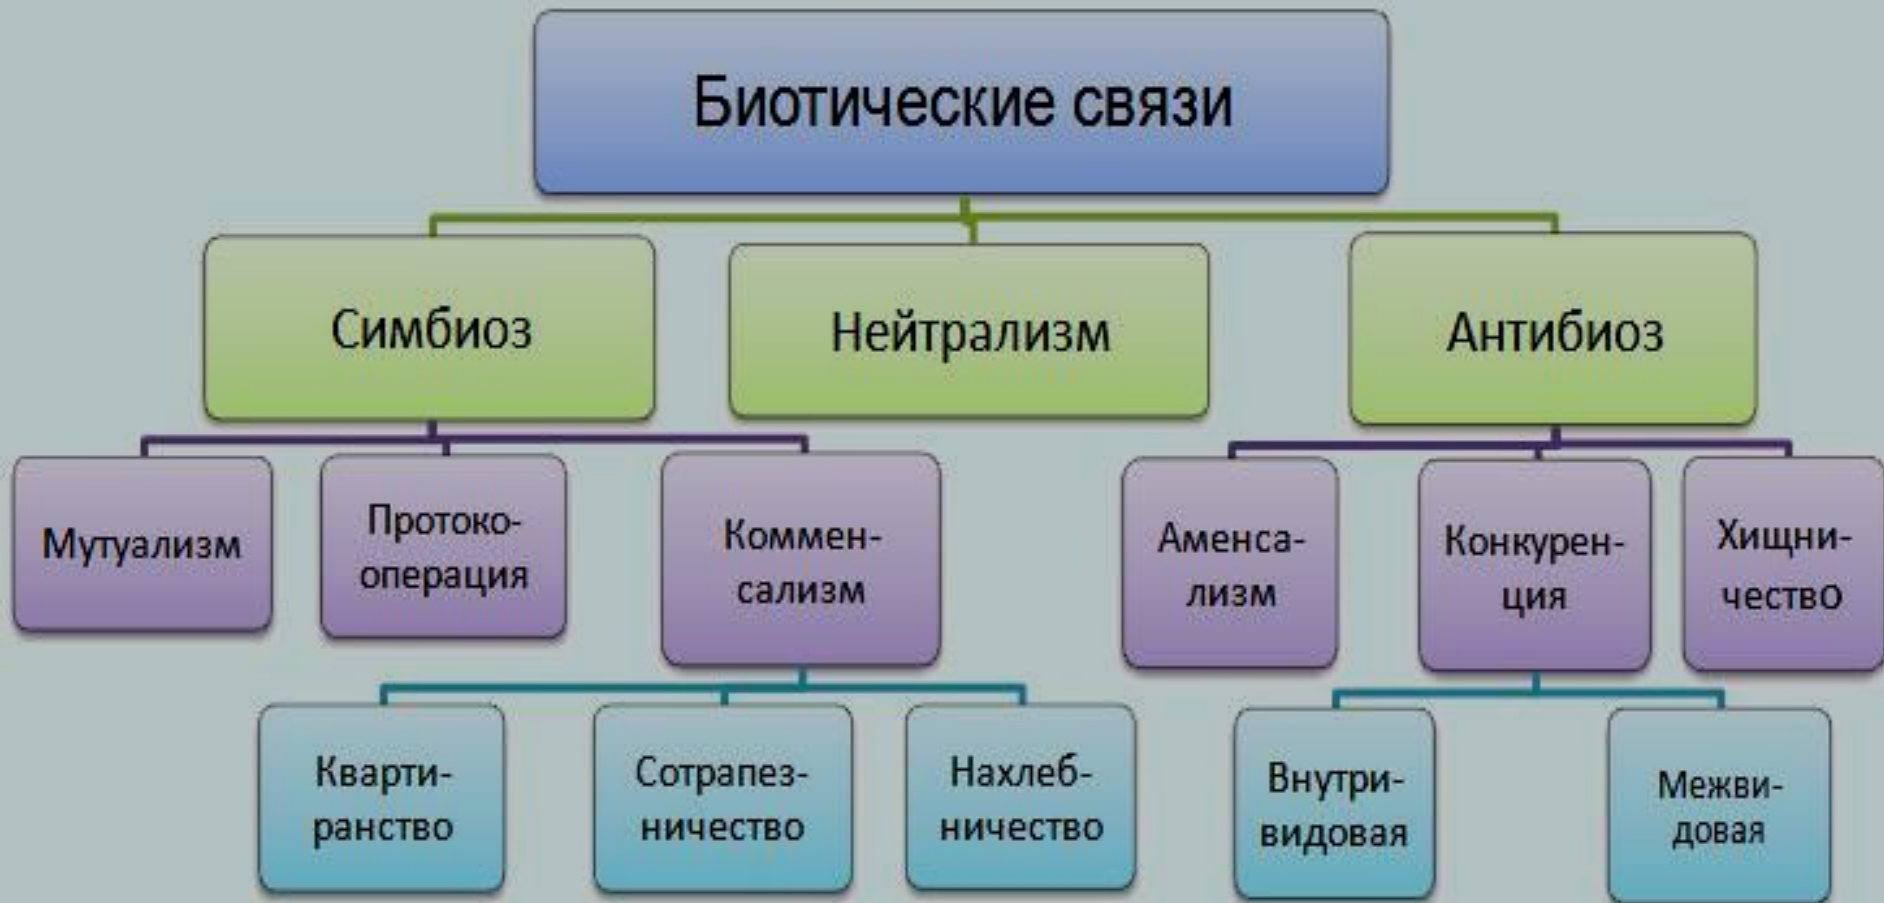 Биотические связи
Симбиоз
Нейтрализм
Антибиоз
Мутуализм
Протоко-
операция
Коммен-
сализм
Аменса-
лизм
Конкурен-
ция
Хищни-
чество
Кварти-
ранство
Сотрапез-
ничество
Нахлеб-
ничество
Внутри-
видовая
Межви-
довая